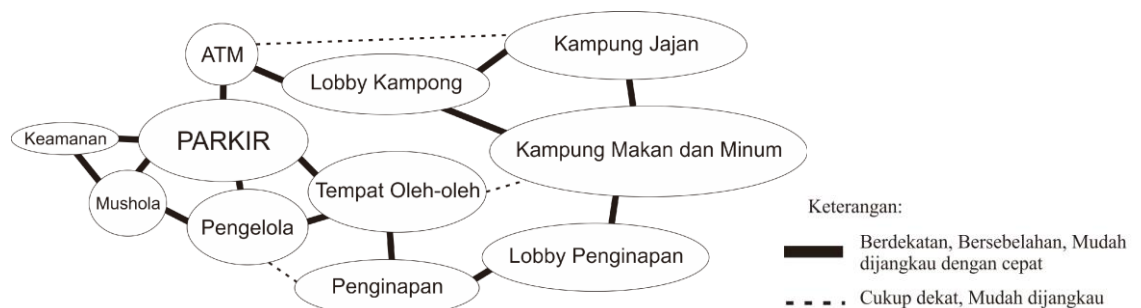 ATM
Kampung Jajan
Lobby Kampong
Keamanan
PARKIR
Kampung Makan dan Minum
Mushola
Tempat Oleh-oleh
Pengelola
Lobby Penginapan
Penginapan
Keterangan:
Berdekatan, Bersebelahan, Mudah
dijangkau dengan cepat
Cukup dekat, Mudah dijangkau